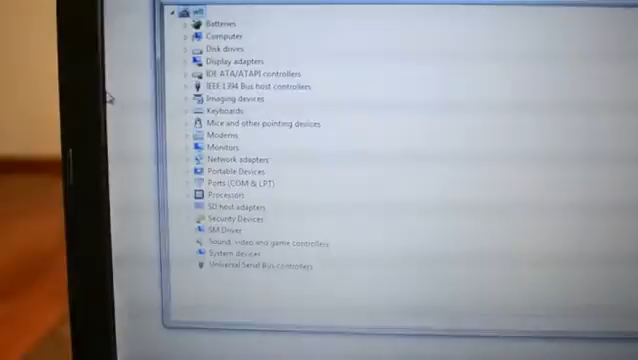 will
Batteries
Computer
Disk drives
Display adapters
IDE ATA/ATAPI controllers
IEEE 1394 Bus host controllers
Imaging devices
Keyboards
Mice and other pointing devices
Modems
Monitors
Network adapters
Portable Devices
Ports (COM & LPT)
Processors
SD host adapters
Security Devices
SM Driver
Sound, video and game controllers
System devices
Universal Serial Bus controllers